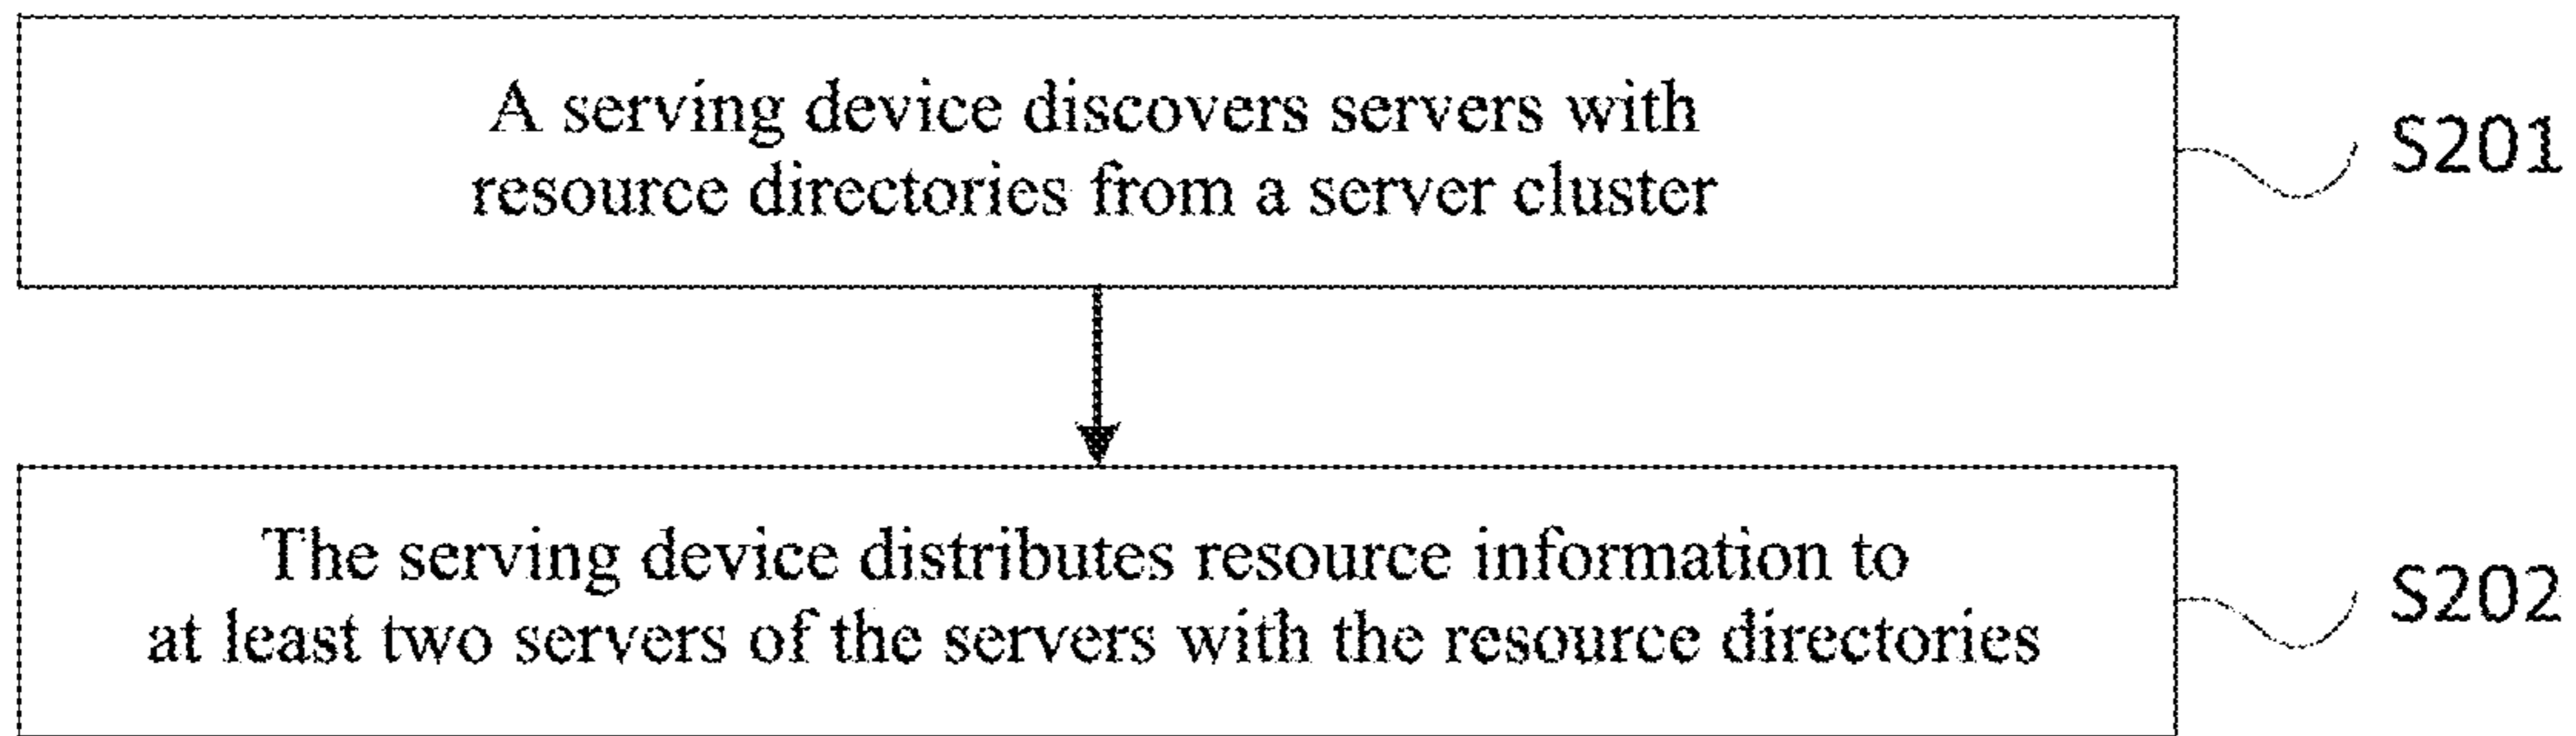 A serving device discovers servers with
resource directories from a server cluster
S201
The serving device distributes resource information to
at least two servers of the servers with the resource directories
S202